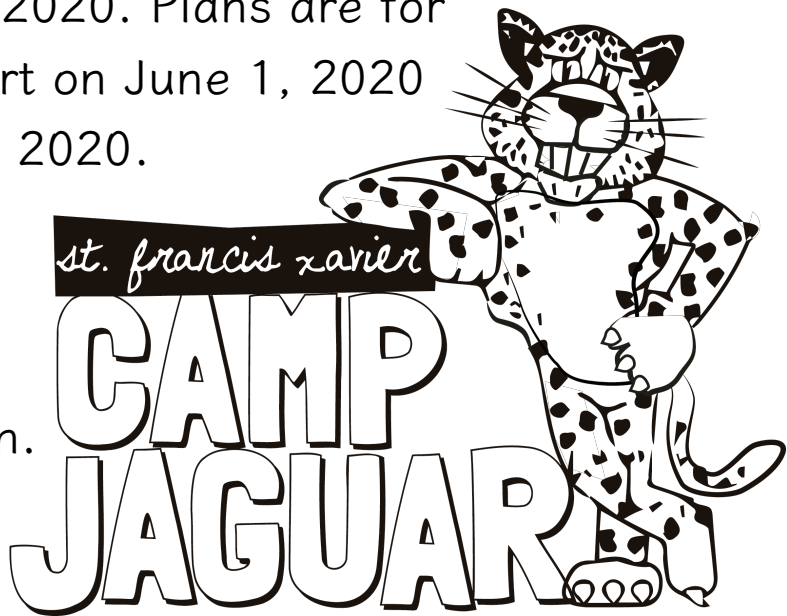 2020. Plans are for
rt on June 1, 2020
2020.
st. francis xavier
CAMP
n.
JAGUAR